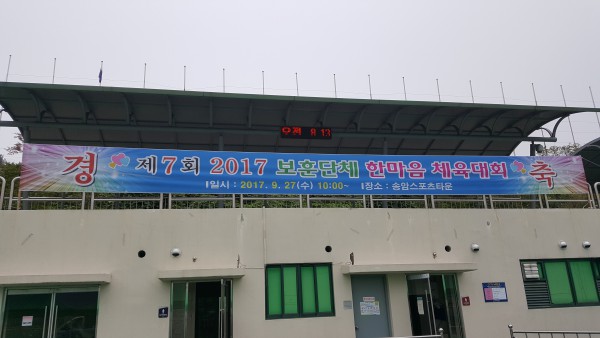 오전 8 13
경 제7회 2017 보훈단체 한마음 체육대회 축
일시 : 2017. 9. 27(수) 10:00~ 장소 : 송암스포츠타운